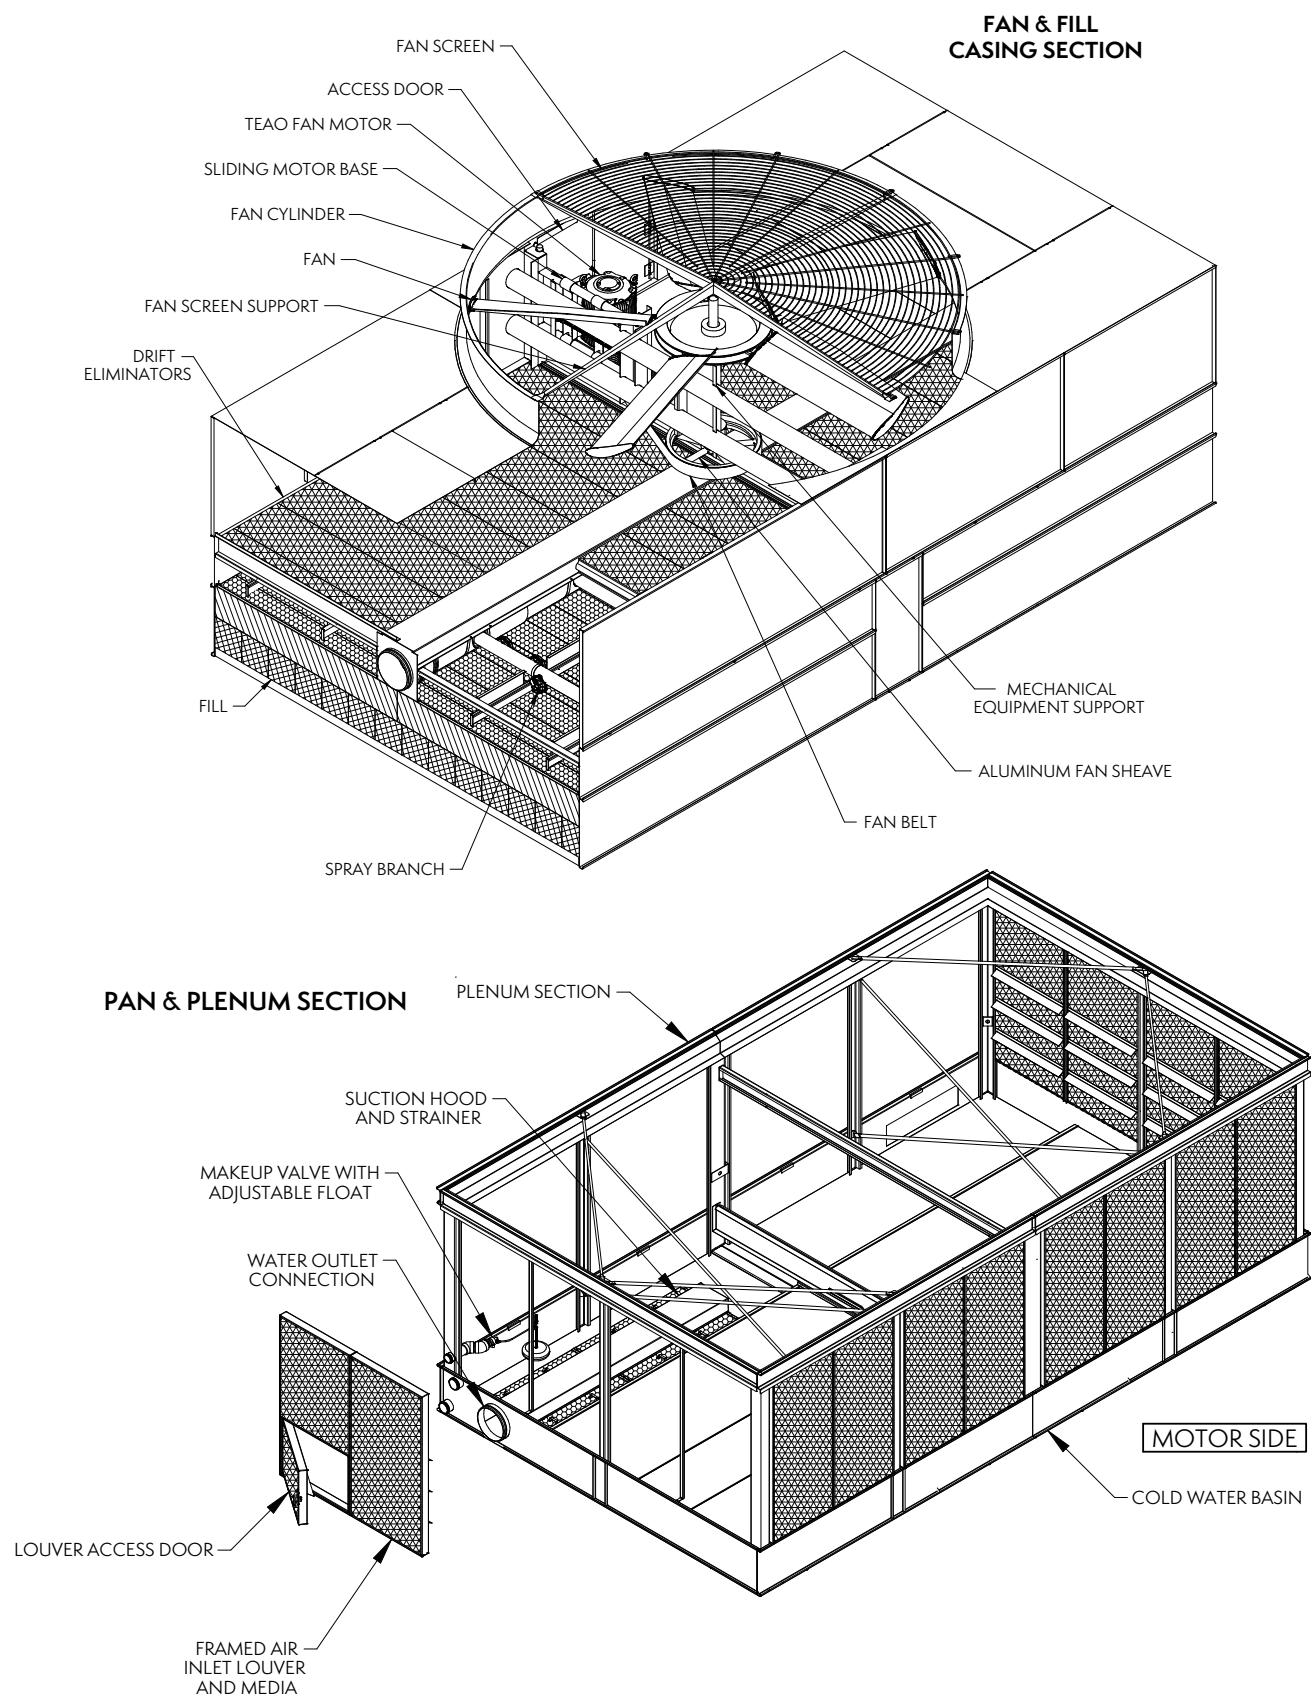 FAN & FILL
CASING SECTION
FAN SCREEN
ACCESS DOOR
TEAO FAN MOTOR
SLIDING MOTOR BASE
FAN CYLINDER
FAN
FAN SCREEN SUPPORT
DRIFT
ELIMINATORS
FILL
MECHANICAL
EQUIPMENT SUPPORT
ALUMINUM FAN SHEAVE
FAN BELT
SPRAY BRANCH
PAN & PLENUM SECTION
PLENUM SECTION
SUCTION HOOD
AND STRAINER
MAKEUP VALVE WITH
ADJUSTABLE FLOAT
WATER OUTLET
CONNECTION
MOTOR SIDE
COLD WATER BASIN
LOUVER ACCESS DOOR
FRAMED AIR
INLET LOUVER
AND MEDIA